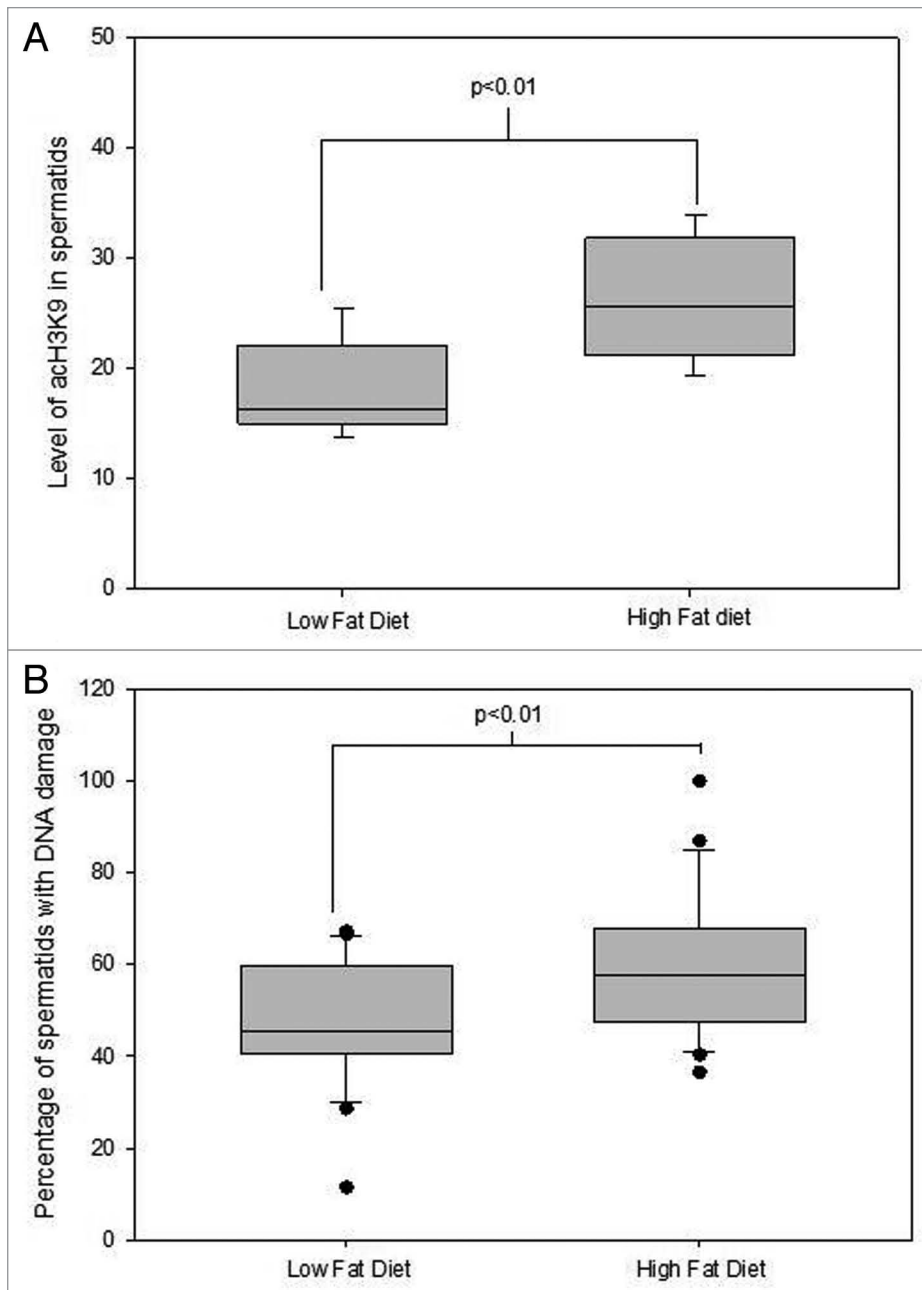 A
50
p<0.01
40
30
20
10
0
Level of acH3K9 in spermatids
Low Fat Diet
High Fat diet
B
120
p<0.01
100
80
60
40
20
0
Percentage of spermatids with DNA damage
Low Fat Diet
High Fat Diet